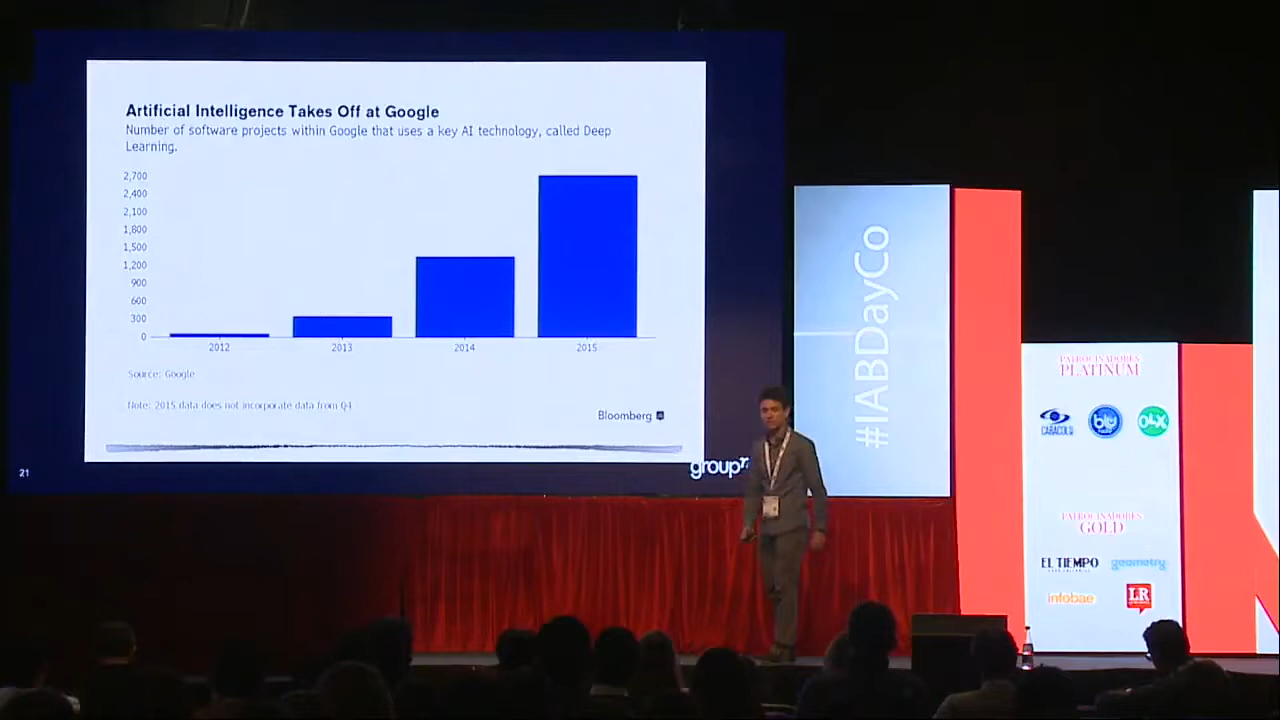 Artificial Intelligence Takes Off at Google
Number of software projects within Google that uses a key AI technology, called Deep
Learning.
2,700
2,400
2,100
1,800
1,500
1,200
900
600
300
0
2012
2013
2014
2015
Source: Google
Note: 2015 data does not incorporate data from Q4
Bloomberg
21
groupm
#IABDayCo
PATROCINADORES
PLATINUM
CARACOL
blu
OLX
PATROCINADORES
GOLD
EL TIEMPO
geometry
infobae
LR